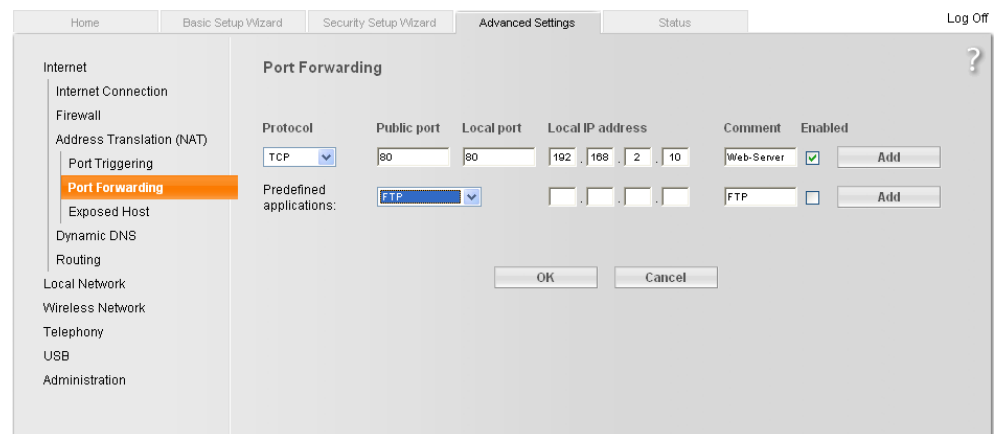 Home Basic Setup Wizard Security Setup Wizard Advanced Settings Status Log Off
?
Internet
Internet Connection
Firewall
Address Translation (NAT)
Port Triggering
Port Forwarding
Exposed Host
Dynamic DNS
Routing
Local Network
Wireless Network
Telephony
USB
Administration
Port Forwarding
Protocol Public port Local port Local IP address Comment Enabled
TCP 80 80 192 . 168 . 2 . 10 Web-Server Add
Predefined applications: FTP . . . FTP Add
OK Cancel